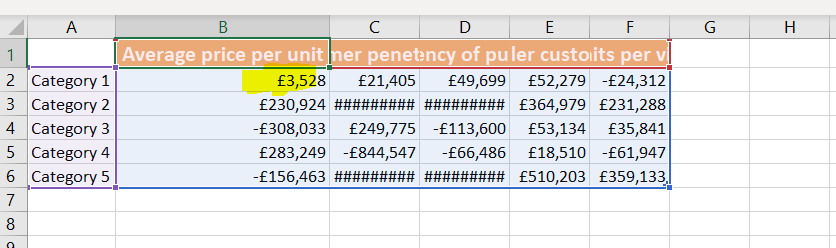 A B C D E F G H
1 Average price per unit mer penet ncy of pu ler custo its per v
2 Category 1 £3,528 £21,405 £49,699 £52,279 -£24,312
3 Category 2 £230,924 ######### ######### £364,979 £231,288
4 Category 3 -£308,033 £249,775 -£113,600 £53,134 £35,841
5 Category 4 £283,249 -£844,547 -£66,486 £18,510 -£61,947
6 Category 5 -£156,463 ######### ######### £510,203 £359,133
7
8
9